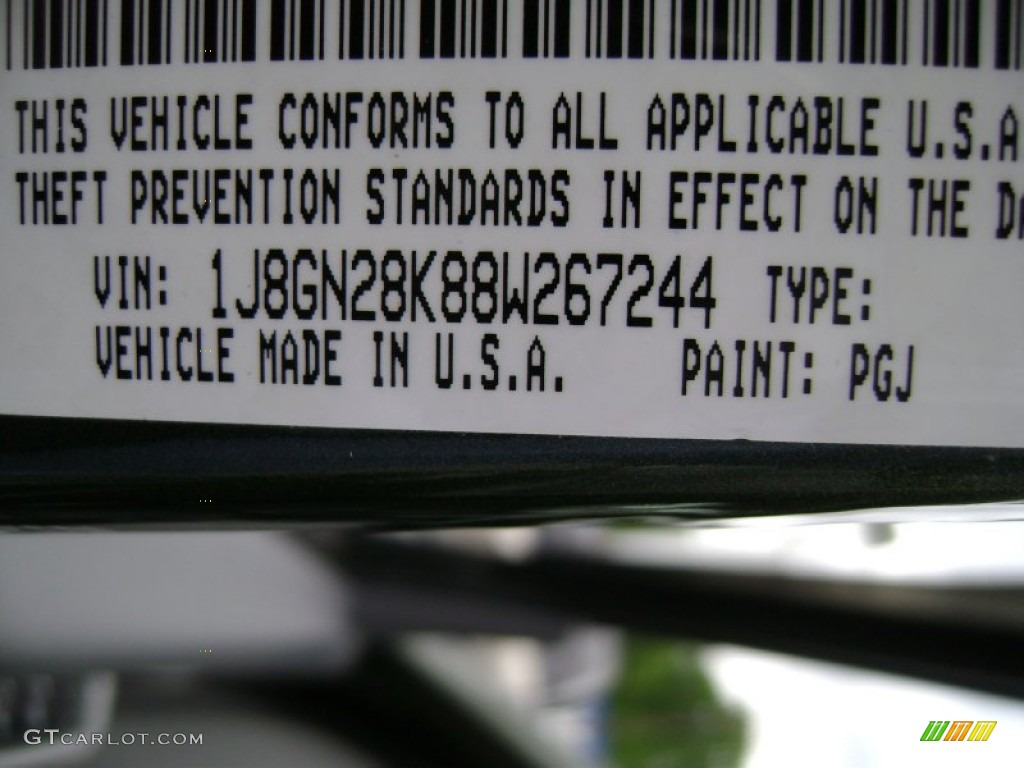 THIS VEHICLE CONFORMS TO ALL APPLICABLE U.S.A
THEFT PREVENTION STANDARDS IN EFFECT ON THE
VIN: 1J8GN28K88W267244 TYPE:
VEHICLE MADE IN U.S.A. PAINT: PGJ
GTCARLOT.COM